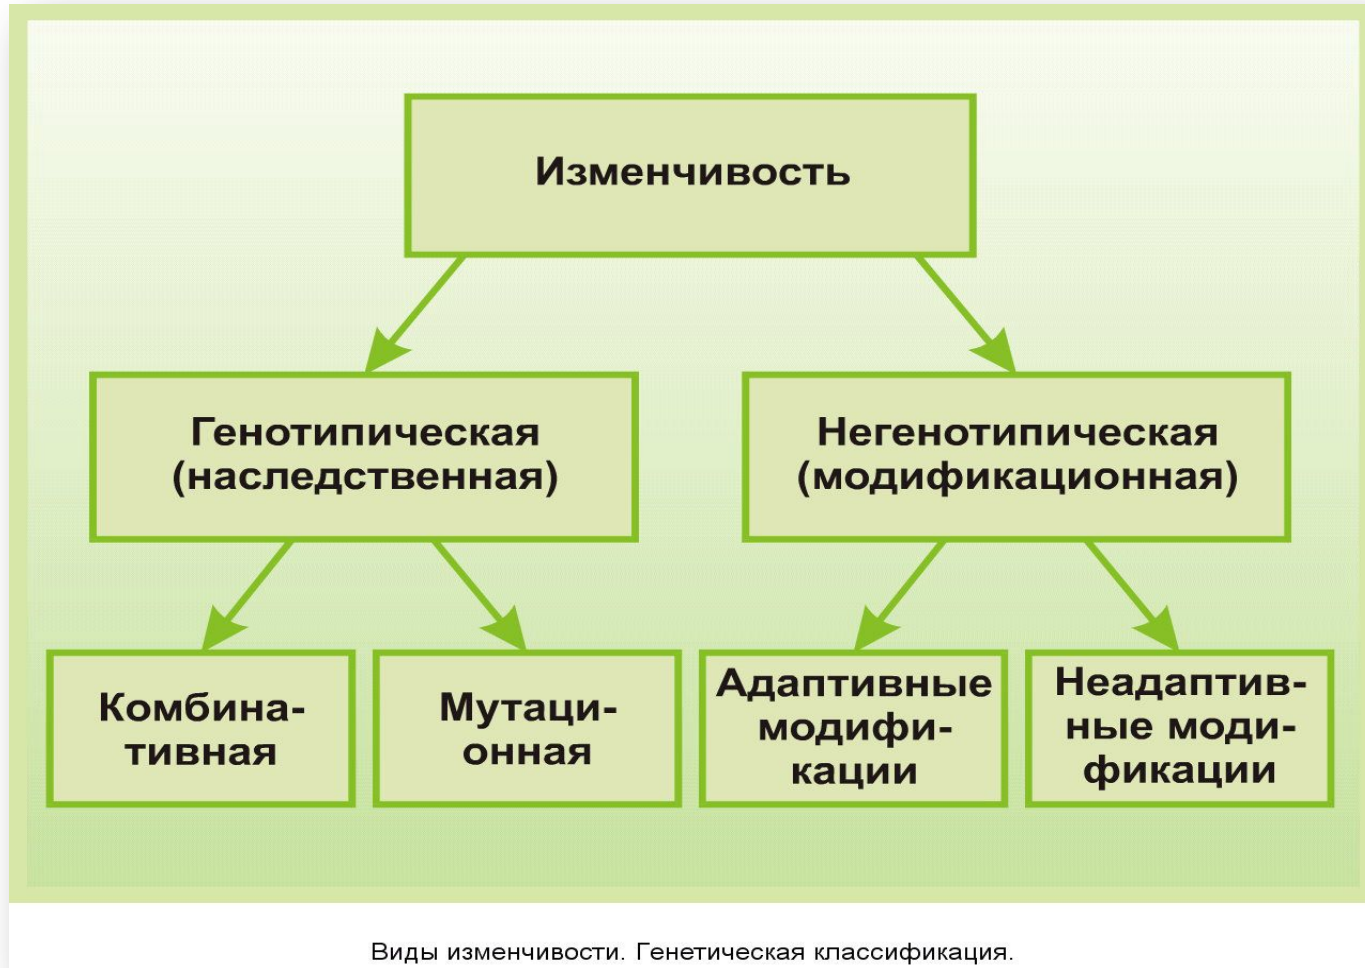 Изменчивость
Генотипическая
(наследственная)
Негенотипическая
(модификационная)
Комбина-
тивная
Мутаци-
онная
Адаптивные
модифи-
кации
Неадаптив-
ные моди-
фикации
Виды изменчивости. Генетическая классификация.